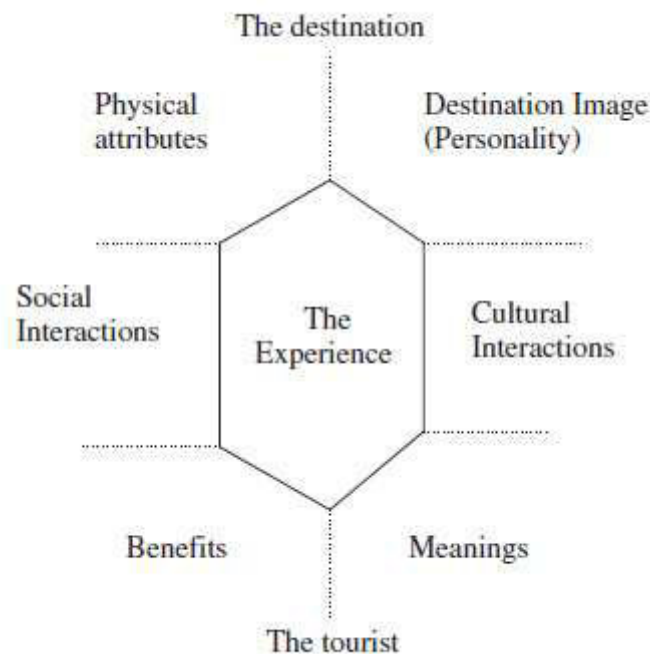 The destination
Physical
attributes
Destination Image
(Personality)
Social
Interactions
The
Experience
Cultural
Interactions
Benefits
Meanings
The tourist